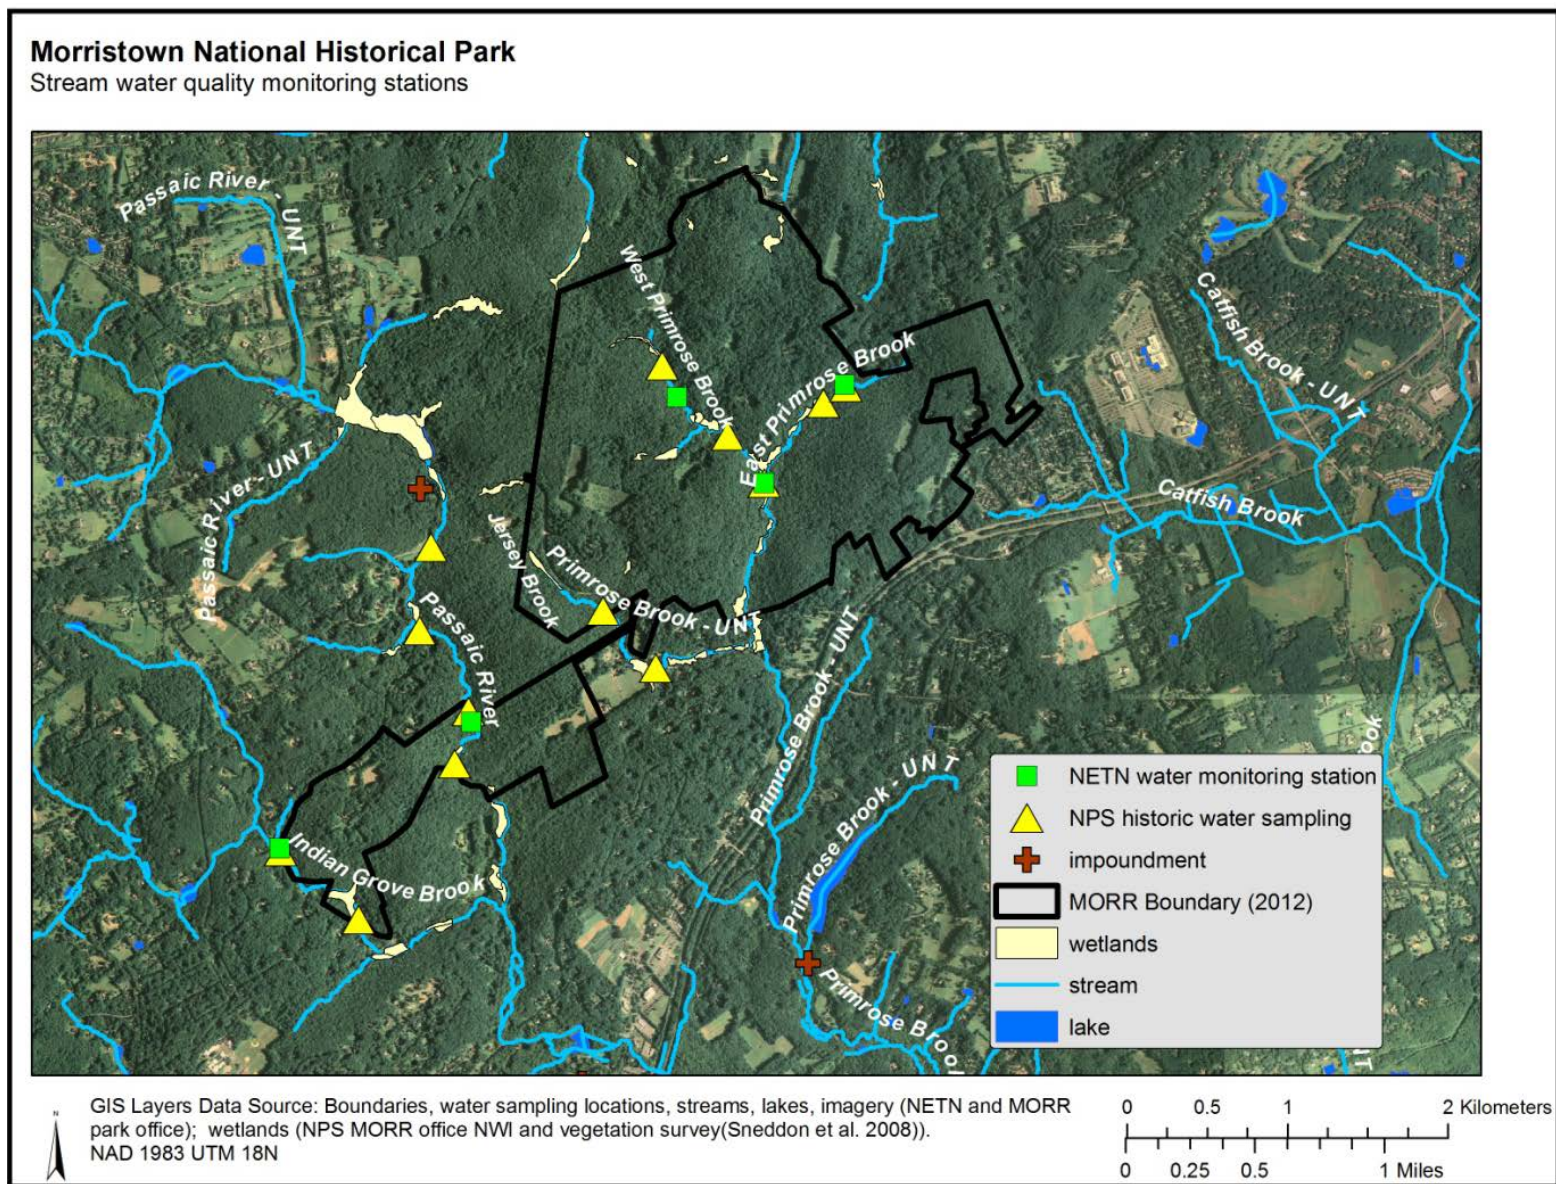 Morristown National Historical Park
Stream water quality monitoring stations
Passaic River - UNT
West Primrose Brook
Catfish Brook - UNT
East Primrose Brook
Passaic River - UNT
Catfish Brook
Jersey Brook
Primrose Brook - UNT
Passaic River
Primrose Brook - UNT
Primrose Brook - UNT
Indian Grove Brook
Primrose Brook
NETN water monitoring station
NPS historic water sampling
impoundment
MORR Boundary (2012)
wetlands
stream
lake
rook
NT
N
GIS Layers Data Source: Boundaries, water sampling locations, streams, lakes, imagery (NETN and MORR
park office); wetlands (NPS MORR office NWI and vegetation survey(Sneddon et al. 2008)).
NAD 1983 UTM 18N
0 0.5 1 2 Kilometers
0 0.25 0.5 1 Miles